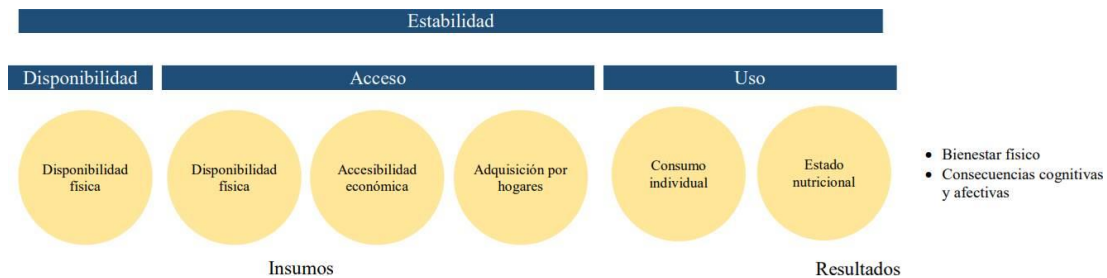 Estabilidad
Disponibilidad
Acceso
Uso
Disponibilidad
física
Disponibilidad
física
Accesibilidad
económica
Adquisición por
hogares
Consumo
individual
Estado
nutricional
• Bienestar físico
• Consecuencias cognitivas
y afectivas
Insumos
Resultados